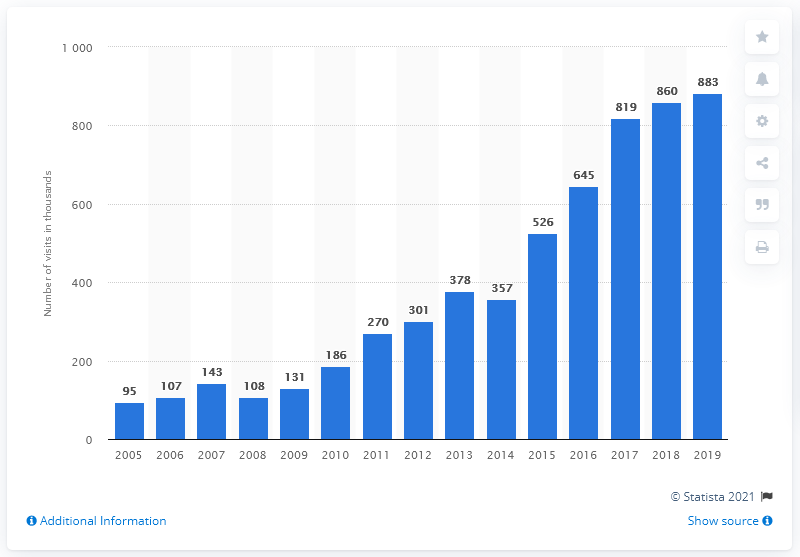 1 000
800
600
400
200
0
Number of visits in thousands
95 107 143 108 131 186 270 301 378 357 526 645 819 860 883
2005 2006 2007 2008 2009 2010 2011 2012 2013 2014 2015 2016 2017 2018 2019
© Statista 2021
Additional Information
Show source